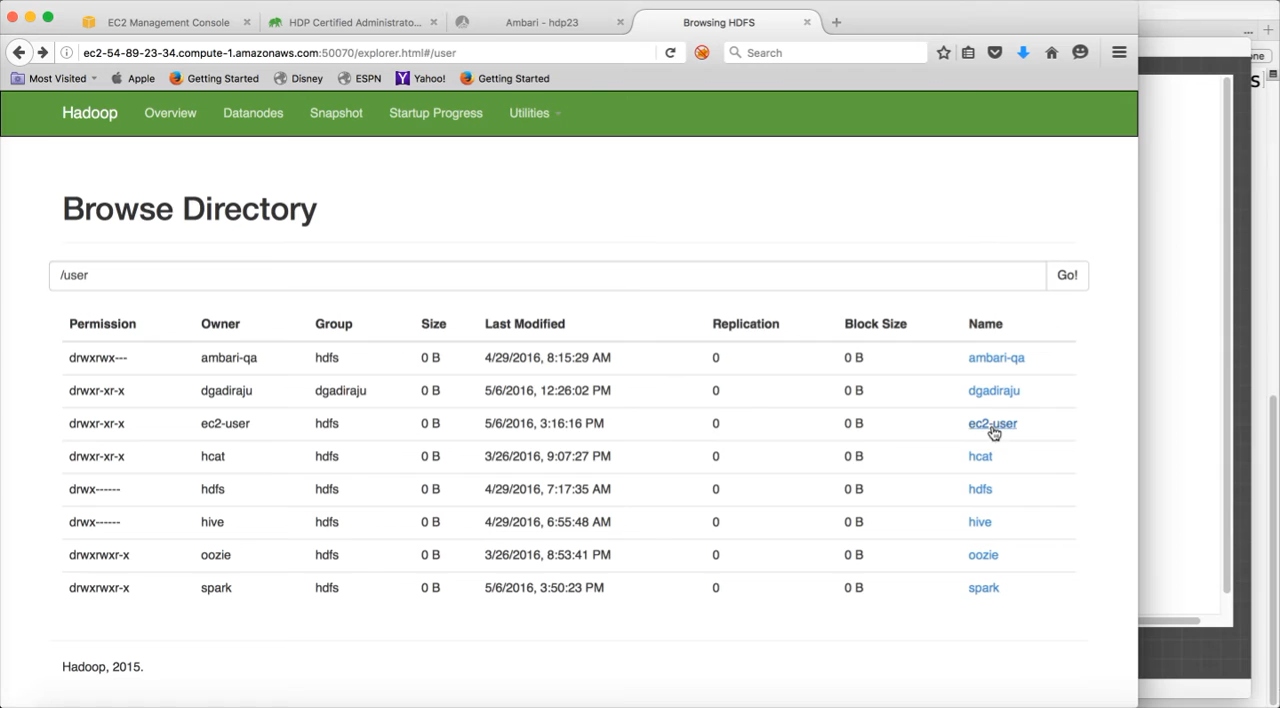 EC2 Management Console
HDP Certified Administrato...
Ambari - hdp23
Browsing HDFS
ec2-54-89-23-34.compute-1.amazonaws.com:50070/explorer.html#/user
Search
Most Visited
Apple
Getting Started
Disney
ESPN
Yahoo!
Getting Started
Hadoop Overview Datanodes Snapshot Startup Progress Utilities
Browse Directory
/user
Go!
Permission Owner Group Size Last Modified Replication Block Size Name
drwxrwx--- ambari-qa hdfs 0 B 4/29/2016, 8:15:29 AM 0 0 B ambari-qa
drwxr-xr-x dgadiraju dgadiraju 0 B 5/6/2016, 12:26:02 PM 0 0 B dgadiraju
drwxr-xr-x ec2-user hdfs 0 B 5/6/2016, 3:16:16 PM 0 0 B ec2-user
drwxr-xr-x hcat hdfs 0 B 3/26/2016, 9:07:27 PM 0 0 B hcat
drwx------ hdfs hdfs 0 B 4/29/2016, 7:17:35 AM 0 0 B hdfs
drwx------ hive hdfs 0 B 4/29/2016, 6:55:48 AM 0 0 B hive
drwxrwxr-x oozie hdfs 0 B 3/26/2016, 8:53:41 PM 0 0 B oozie
drwxrwxr-x spark hdfs 0 B 5/6/2016, 3:50:23 PM 0 0 B spark
Hadoop, 2015.